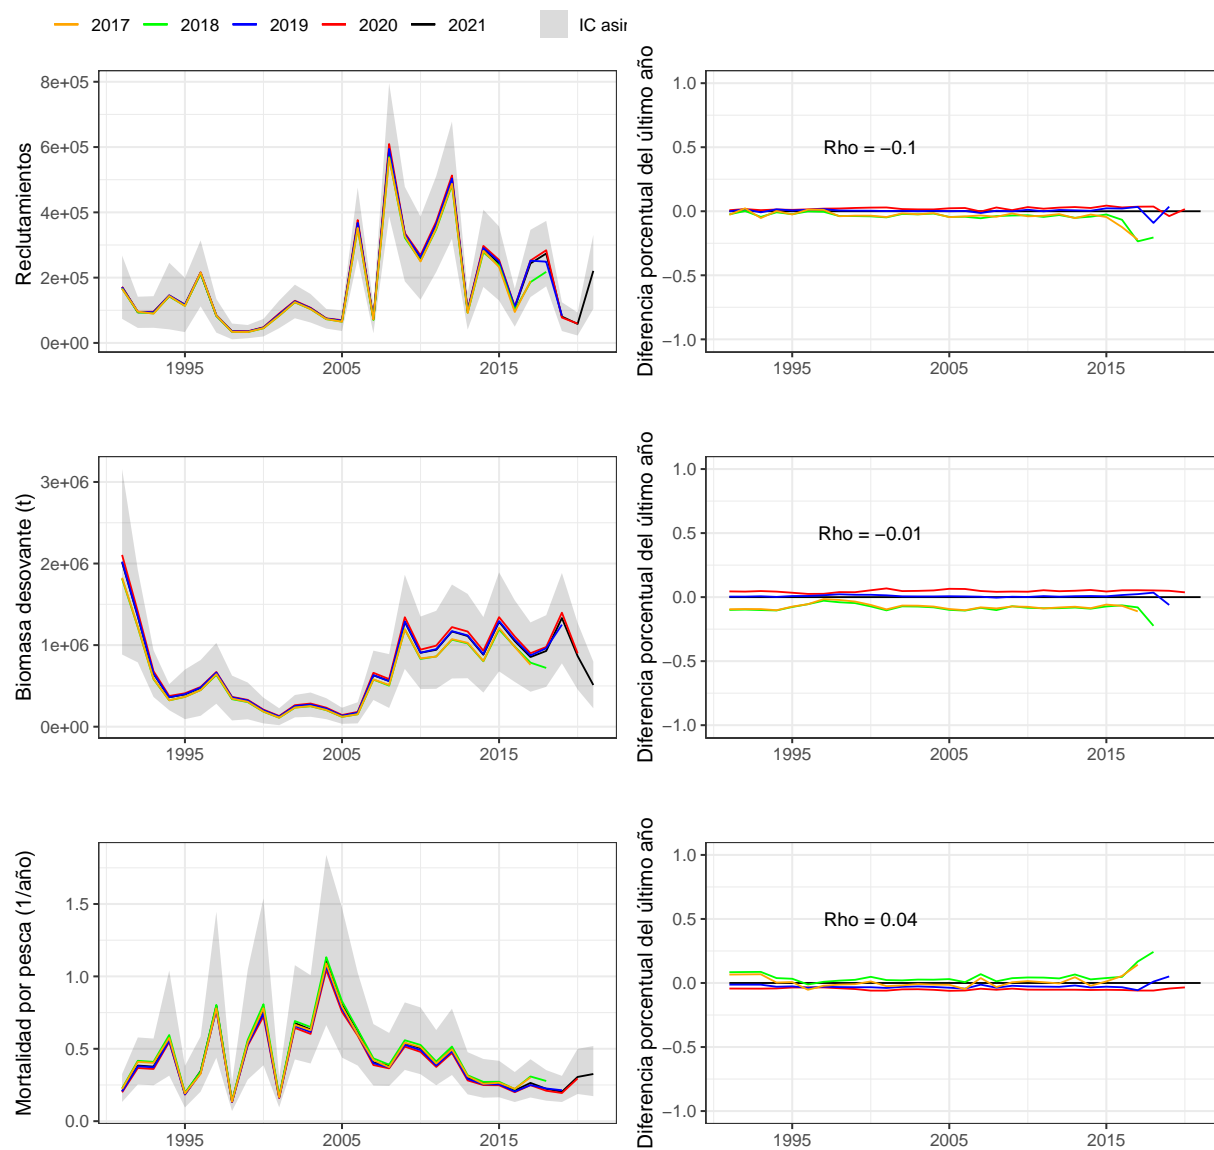 2017 2018 2019 2020 2021 IC asin
Reclutamientos
8e+05
6e+05
4e+05
2e+05
0e+00
1995 2005 2015
Diferencia porcentual del último año
1.0
0.5
0.0
−0.5
−1.0
Rho = −0.1
1995 2005 2015
Biomasa desovante (t)
3e+06
2e+06
1e+06
0e+00
1995 2005 2015
Diferencia porcentual del último año
1.0
0.5
0.0
−0.5
−1.0
Rho = −0.01
1995 2005 2015
Mortalidad por pesca (1/año)
1.5
1.0
0.5
0.0
1995 2005 2015
Diferencia porcentual del último año
1.0
0.5
0.0
−0.5
−1.0
Rho = 0.04
1995 2005 2015